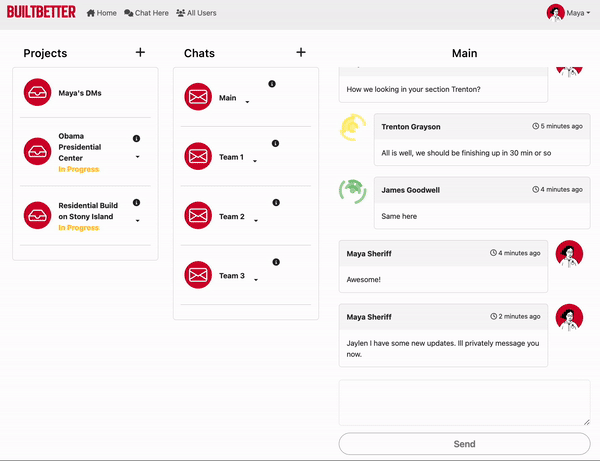 BUILTBETTER
Home
Chat Here
All Users
Maya
Projects
+
Maya's DMs
Obama
Presidential
Center
In Progress
Residential Build
on Stony Island
In Progress
Chats
+
Main
Team 1
Team 2
Team 3
Main
How we looking in your section Trenton?
Trenton Grayson
5 minutes ago
All is well, we should be finishing up in 30 min or so
James Goodwell
4 minutes ago
Same here
Maya Sheriff
4 minutes ago
Awesome!
Maya Sheriff
2 minutes ago
Jaylen I have some new updates. Ill privately message you
now.
Send